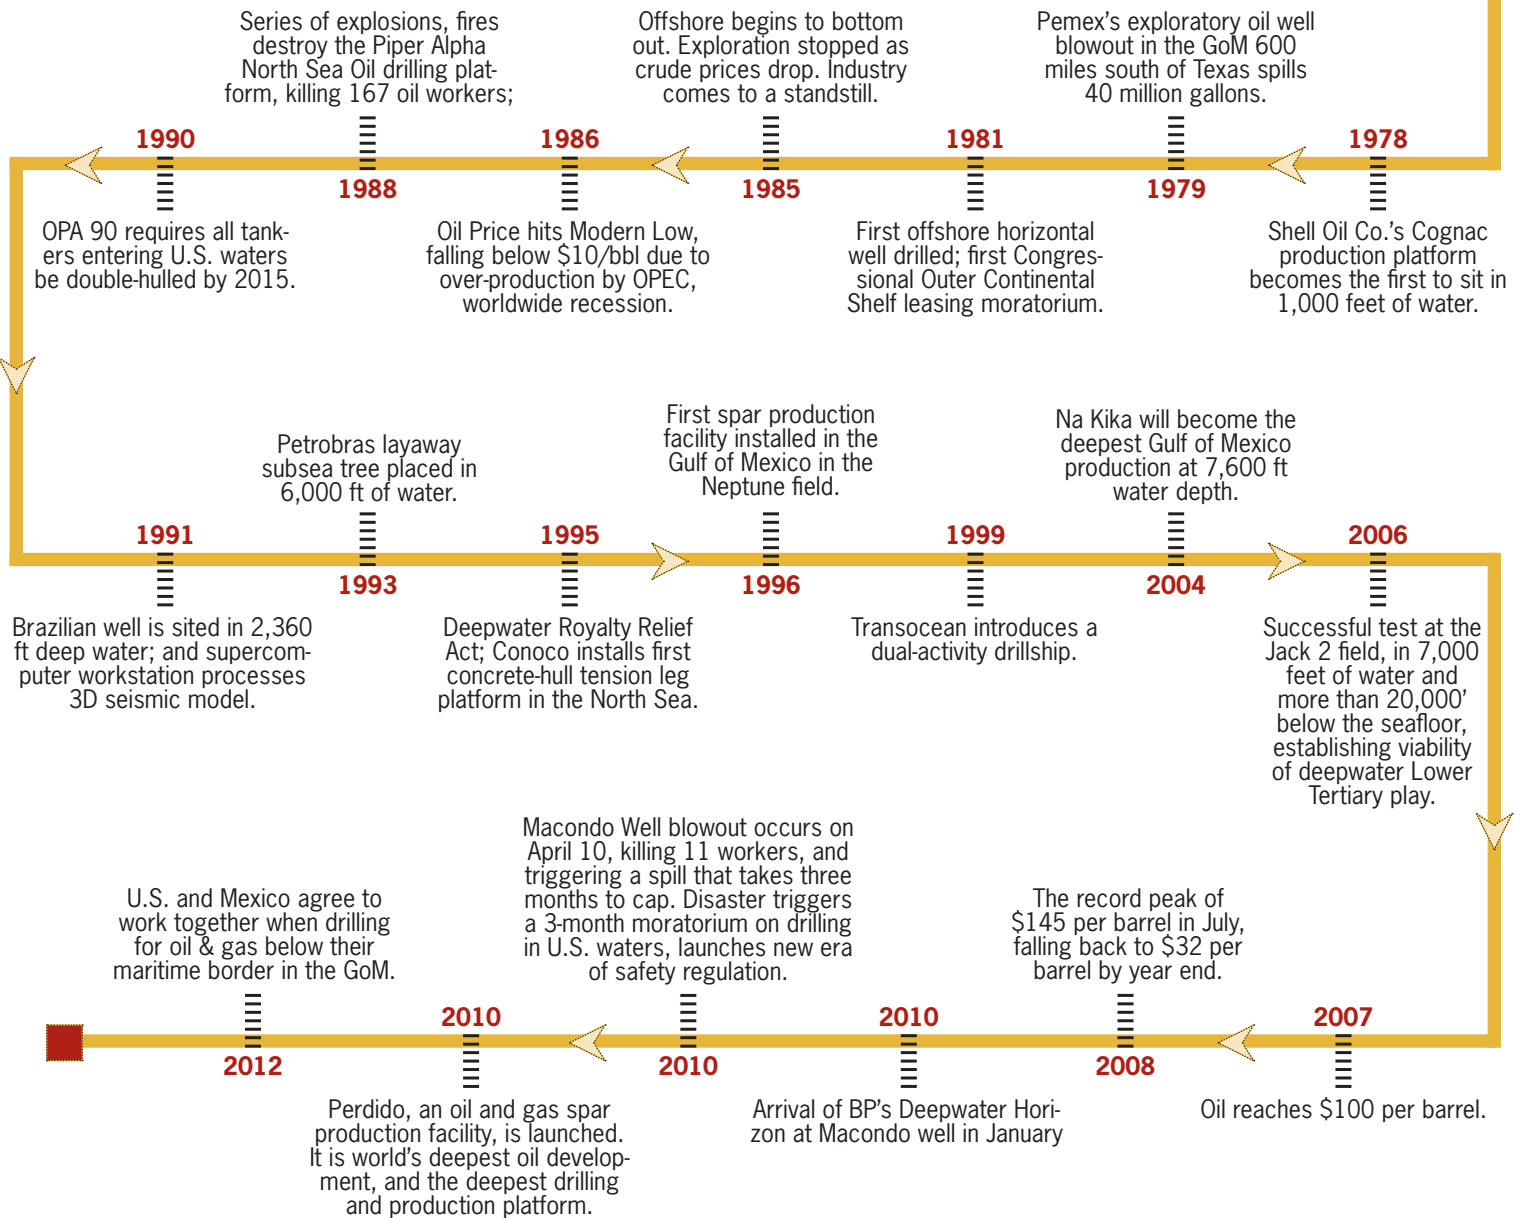 Pemex’s exploratory oil well
blowout in the GoM 600
miles south of Texas spills
40 million gallons.
Offshore begins to bottom
out. Exploration stopped as
crude prices drop. Industry
comes to a standstill.
Series of explosions, fires
destroy the Piper Alpha
North Sea Oil drilling plat-
form, killing 167 oil workers;
1978
1979
1981
1985
1986
1988
1990
Shell Oil Co.’s Cognac
production platform
becomes the first to sit in
1,000 feet of water.
First offshore horizontal
well drilled; first Congres-
sional Outer Continental
Shelf leasing moratorium.
Oil Price hits Modern Low,
falling below $10/bbl due to
over-production by OPEC,
worldwide recession.
OPA 90 requires all tank-
ers entering U.S. waters
be double-hulled by 2015.
Petrobras layaway
subsea tree placed in
6,000 ft of water.
First spar production
facility installed in the
Gulf of Mexico in the
Neptune field.
Na Kika will become the
deepest Gulf of Mexico
production at 7,600 ft
water depth.
1991
1993
1995
1996
1999
2004
2006
Brazilian well is sited in 2,360
ft deep water; and supercom-
puter workstation processes
3D seismic model.
Deepwater Royalty Relief
Act; Conoco installs first
concrete-hull tension leg
platform in the North Sea.
Transocean introduces a
dual-activity drillship.
Successful test at the
Jack 2 field, in 7,000
feet of water and
more than 20,000’
below the seafloor,
establishing viability
of deepwater Lower
Tertiary play.
The record peak of
$145 per barrel in July,
falling back to $32 per
barrel by year end.
Macondo Well blowout occurs on
April 10, killing 11 workers, and
triggering a spill that takes three
months to cap. Disaster triggers
a 3-month moratorium on drilling
in U.S. waters, launches new era
of safety regulation.
U.S. and Mexico agree to
work together when drilling
for oil & gas below their
maritime border in the GoM.
2007
2008
2010
2010
2010
2012
Oil reaches $100 per barrel.
Arrival of BP’s Deepwater Hori-
zon at Macondo well in January
Perdido, an oil and gas spar
production facility, is launched.
It is world’s deepest oil develop-
ment, and the deepest drilling
and production platform.